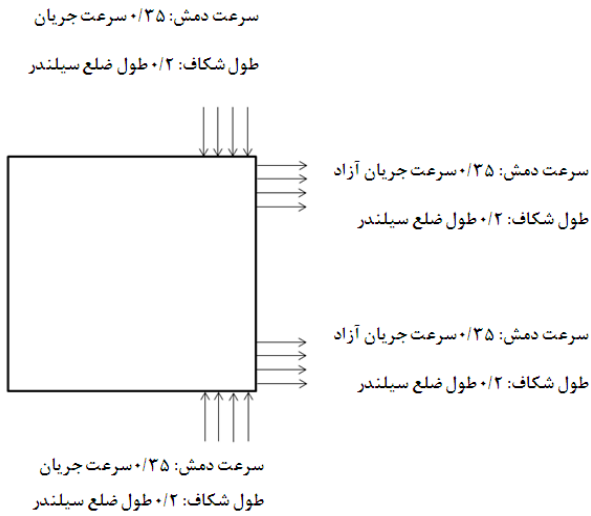 سرعت دمش: ۰/۳۵ سرعت جریان
طول شکاف: ۰/۲ طول ضلع سیلندر
سرعت دمش: ۰/۳۵ سرعت جریان آزاد
طول شکاف: ۰/۲ طول ضلع سیلندر
سرعت دمش: ۰/۳۵ سرعت جریان آزاد
طول شکاف: ۰/۲ طول ضلع سیلندر
سرعت دمش: ۰/۳۵ سرعت جریان
طول شکاف: ۰/۲ طول ضلع سیلندر